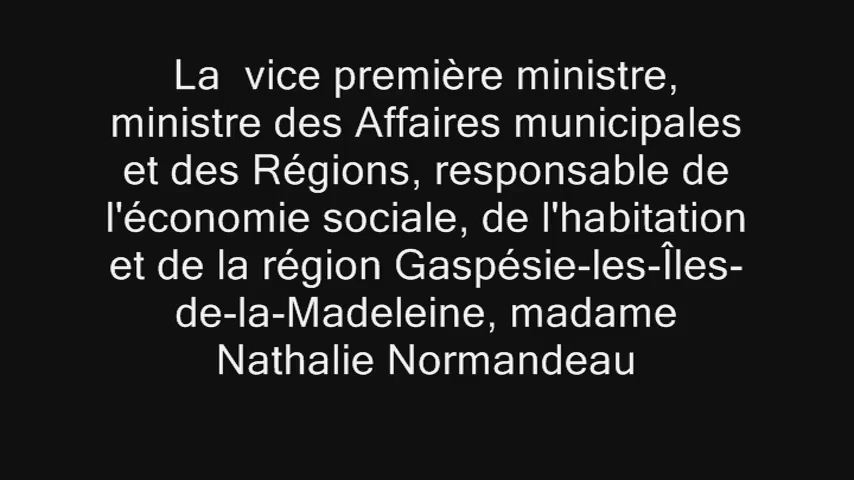 La  vice première ministre,
ministre des Affaires municipales
et des Régions, responsable de
l'économie sociale, de l'habitation
et de la région Gaspésie-les-Îles-
de-la-Madeleine, madame
Nathalie Normandeau